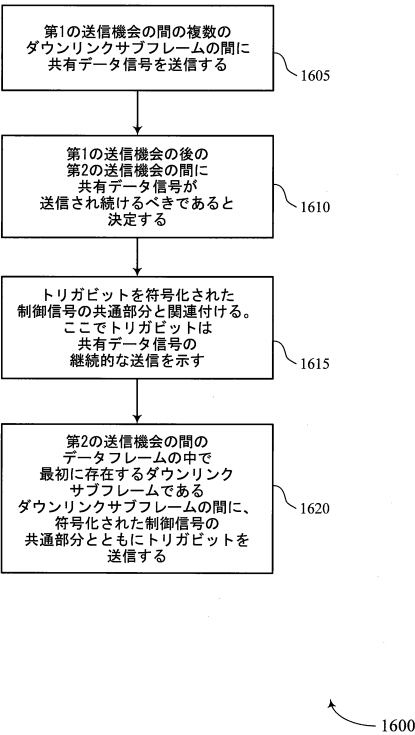 第1の送信機会の間の複数の
ダウンリンクサブフレームの間に
共有データ信号を送信する
1605
第1の送信機会の後の
第2の送信機会の間に
共有データ信号が
送信され続けるべきであると
決定する
1610
トリガビットを符号化された
制御信号の共通部分と関連付ける。
ここでトリガビットは
共有データ信号の
継続的な送信を示す
1615
第2の送信機会の間の
データフレームの中で
最初に存在するダウンリンク
サブフレームである
ダウンリンクサブフレームの間に、
符号化された制御信号の
共通部分とともにトリガビットを
送信する
1620
1600